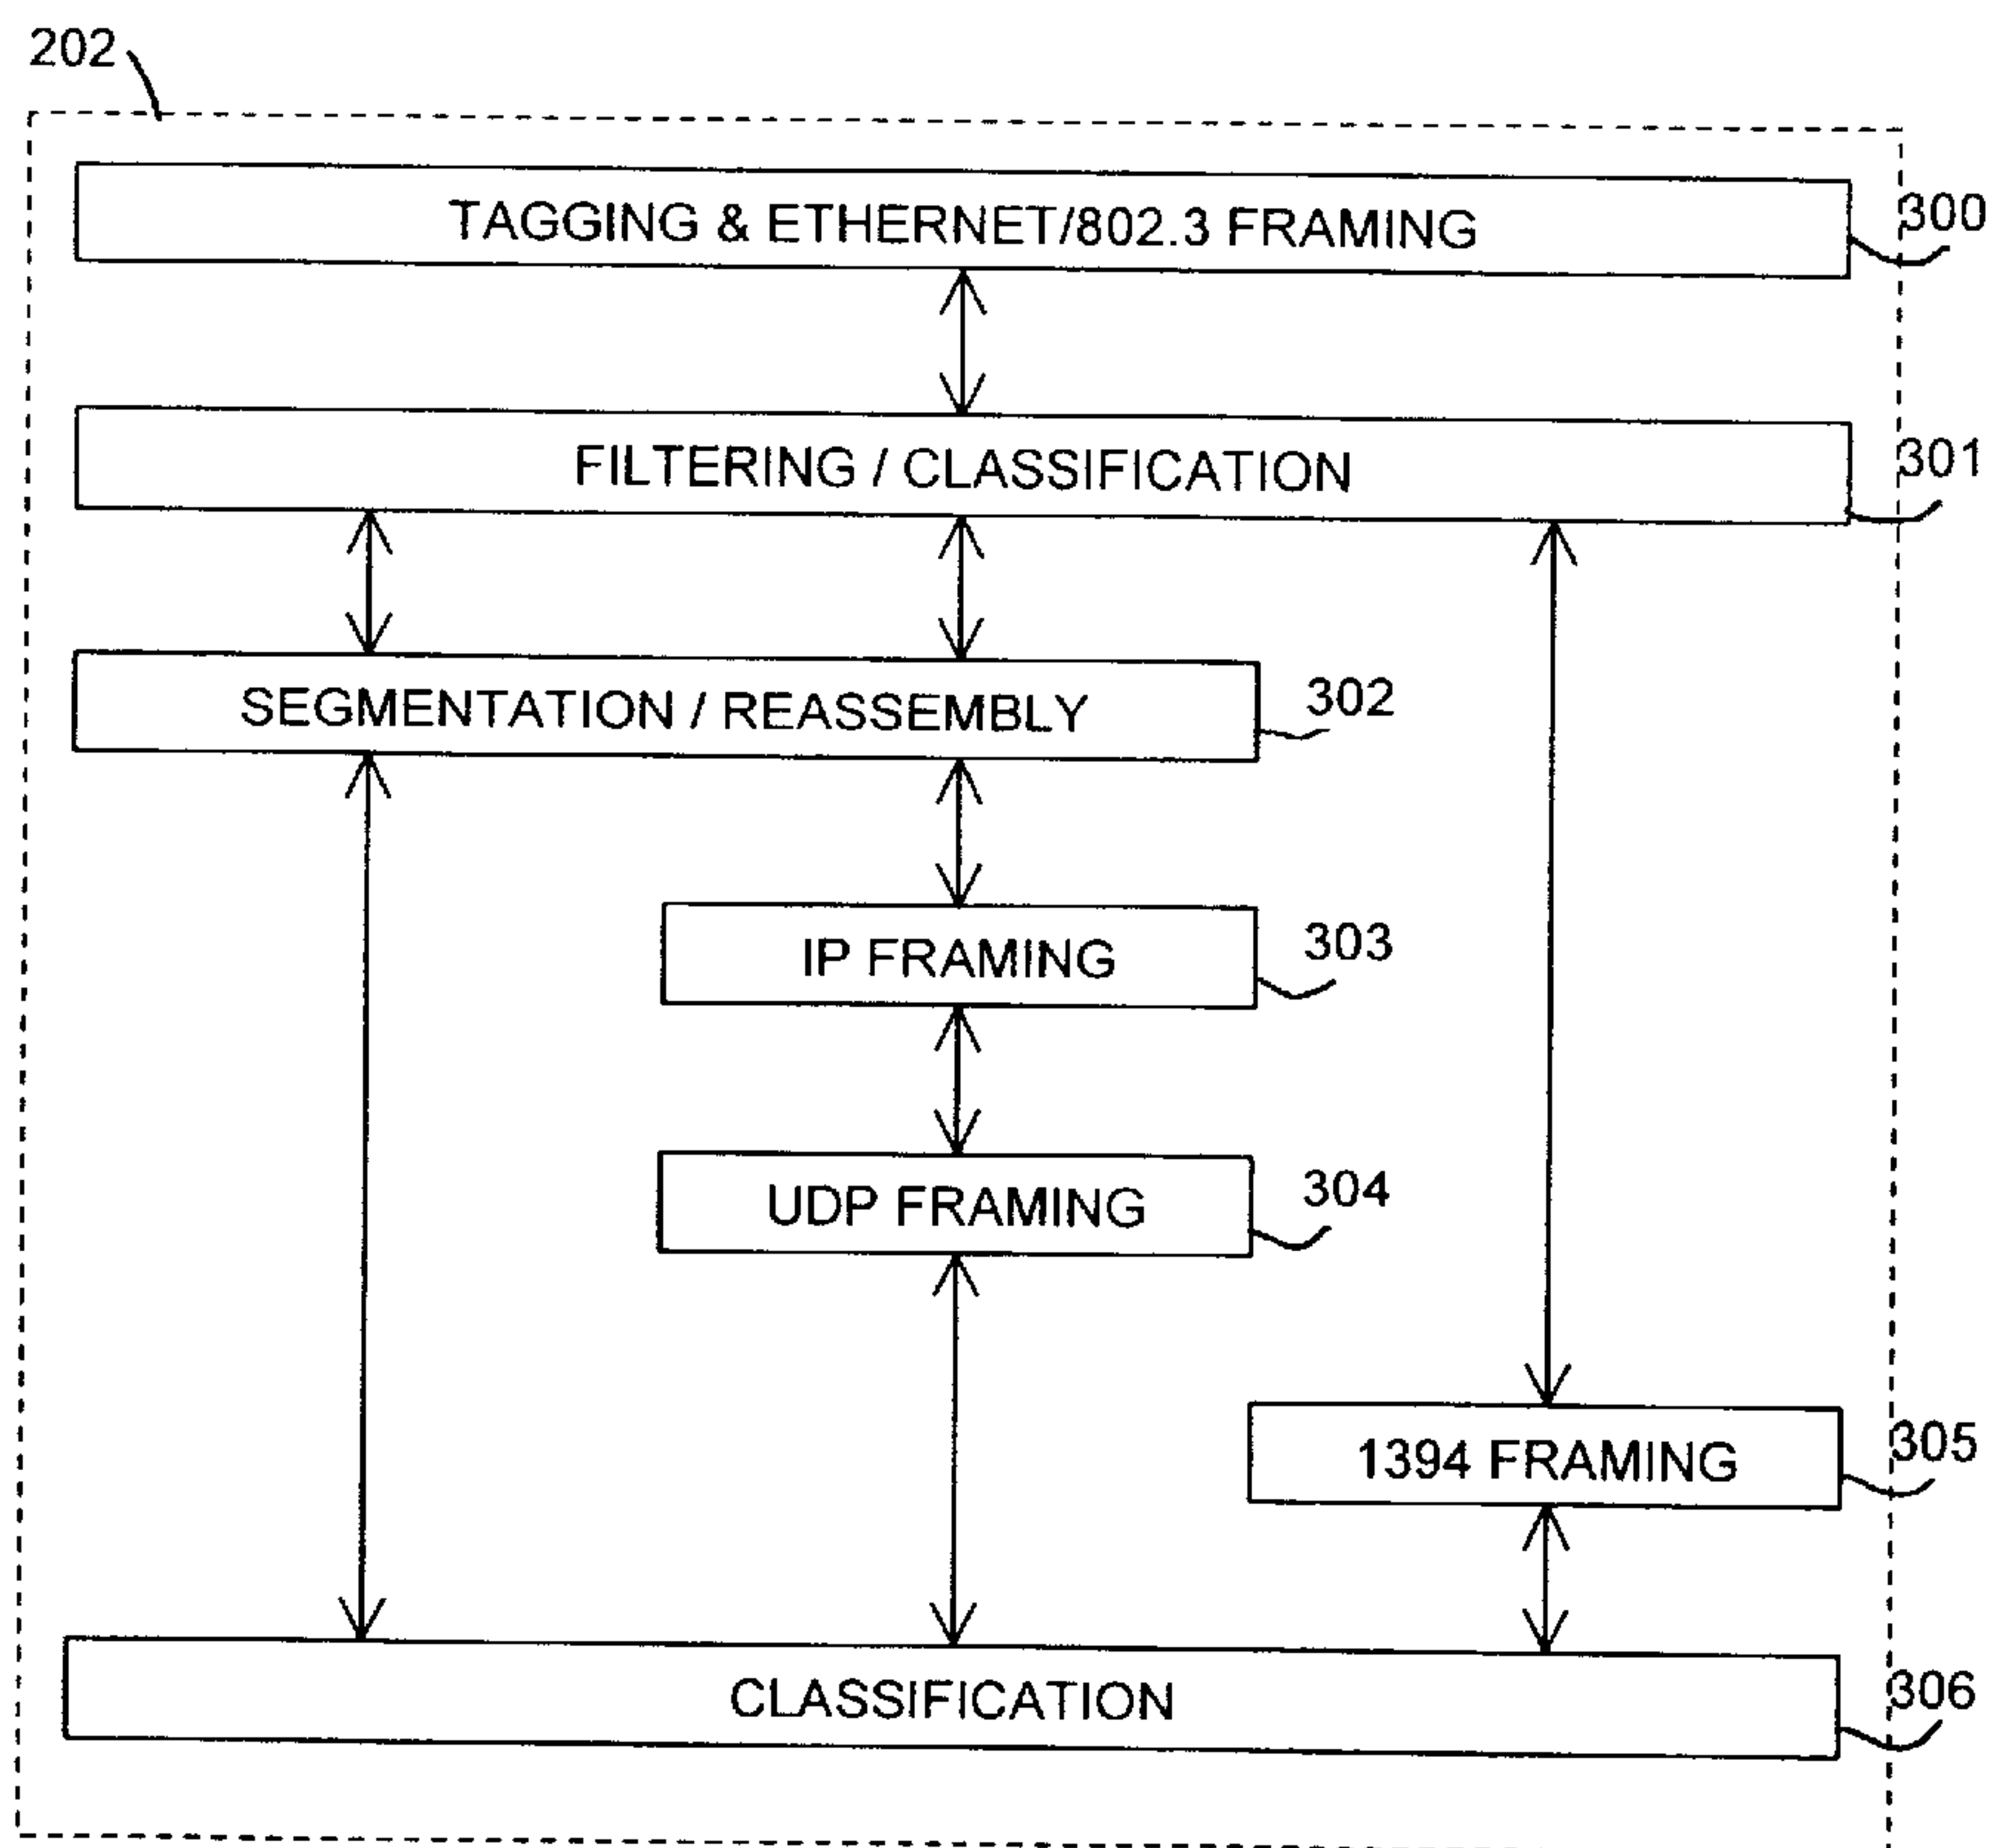 202
TAGGING & ETHERNET/802.3 FRAMING
300
FILTERING / CLASSIFICATION
301
SEGMENTATION / REASSEMBLY
302
IP FRAMING
303
UDP FRAMING
304
1394 FRAMING
305
CLASSIFICATION
306